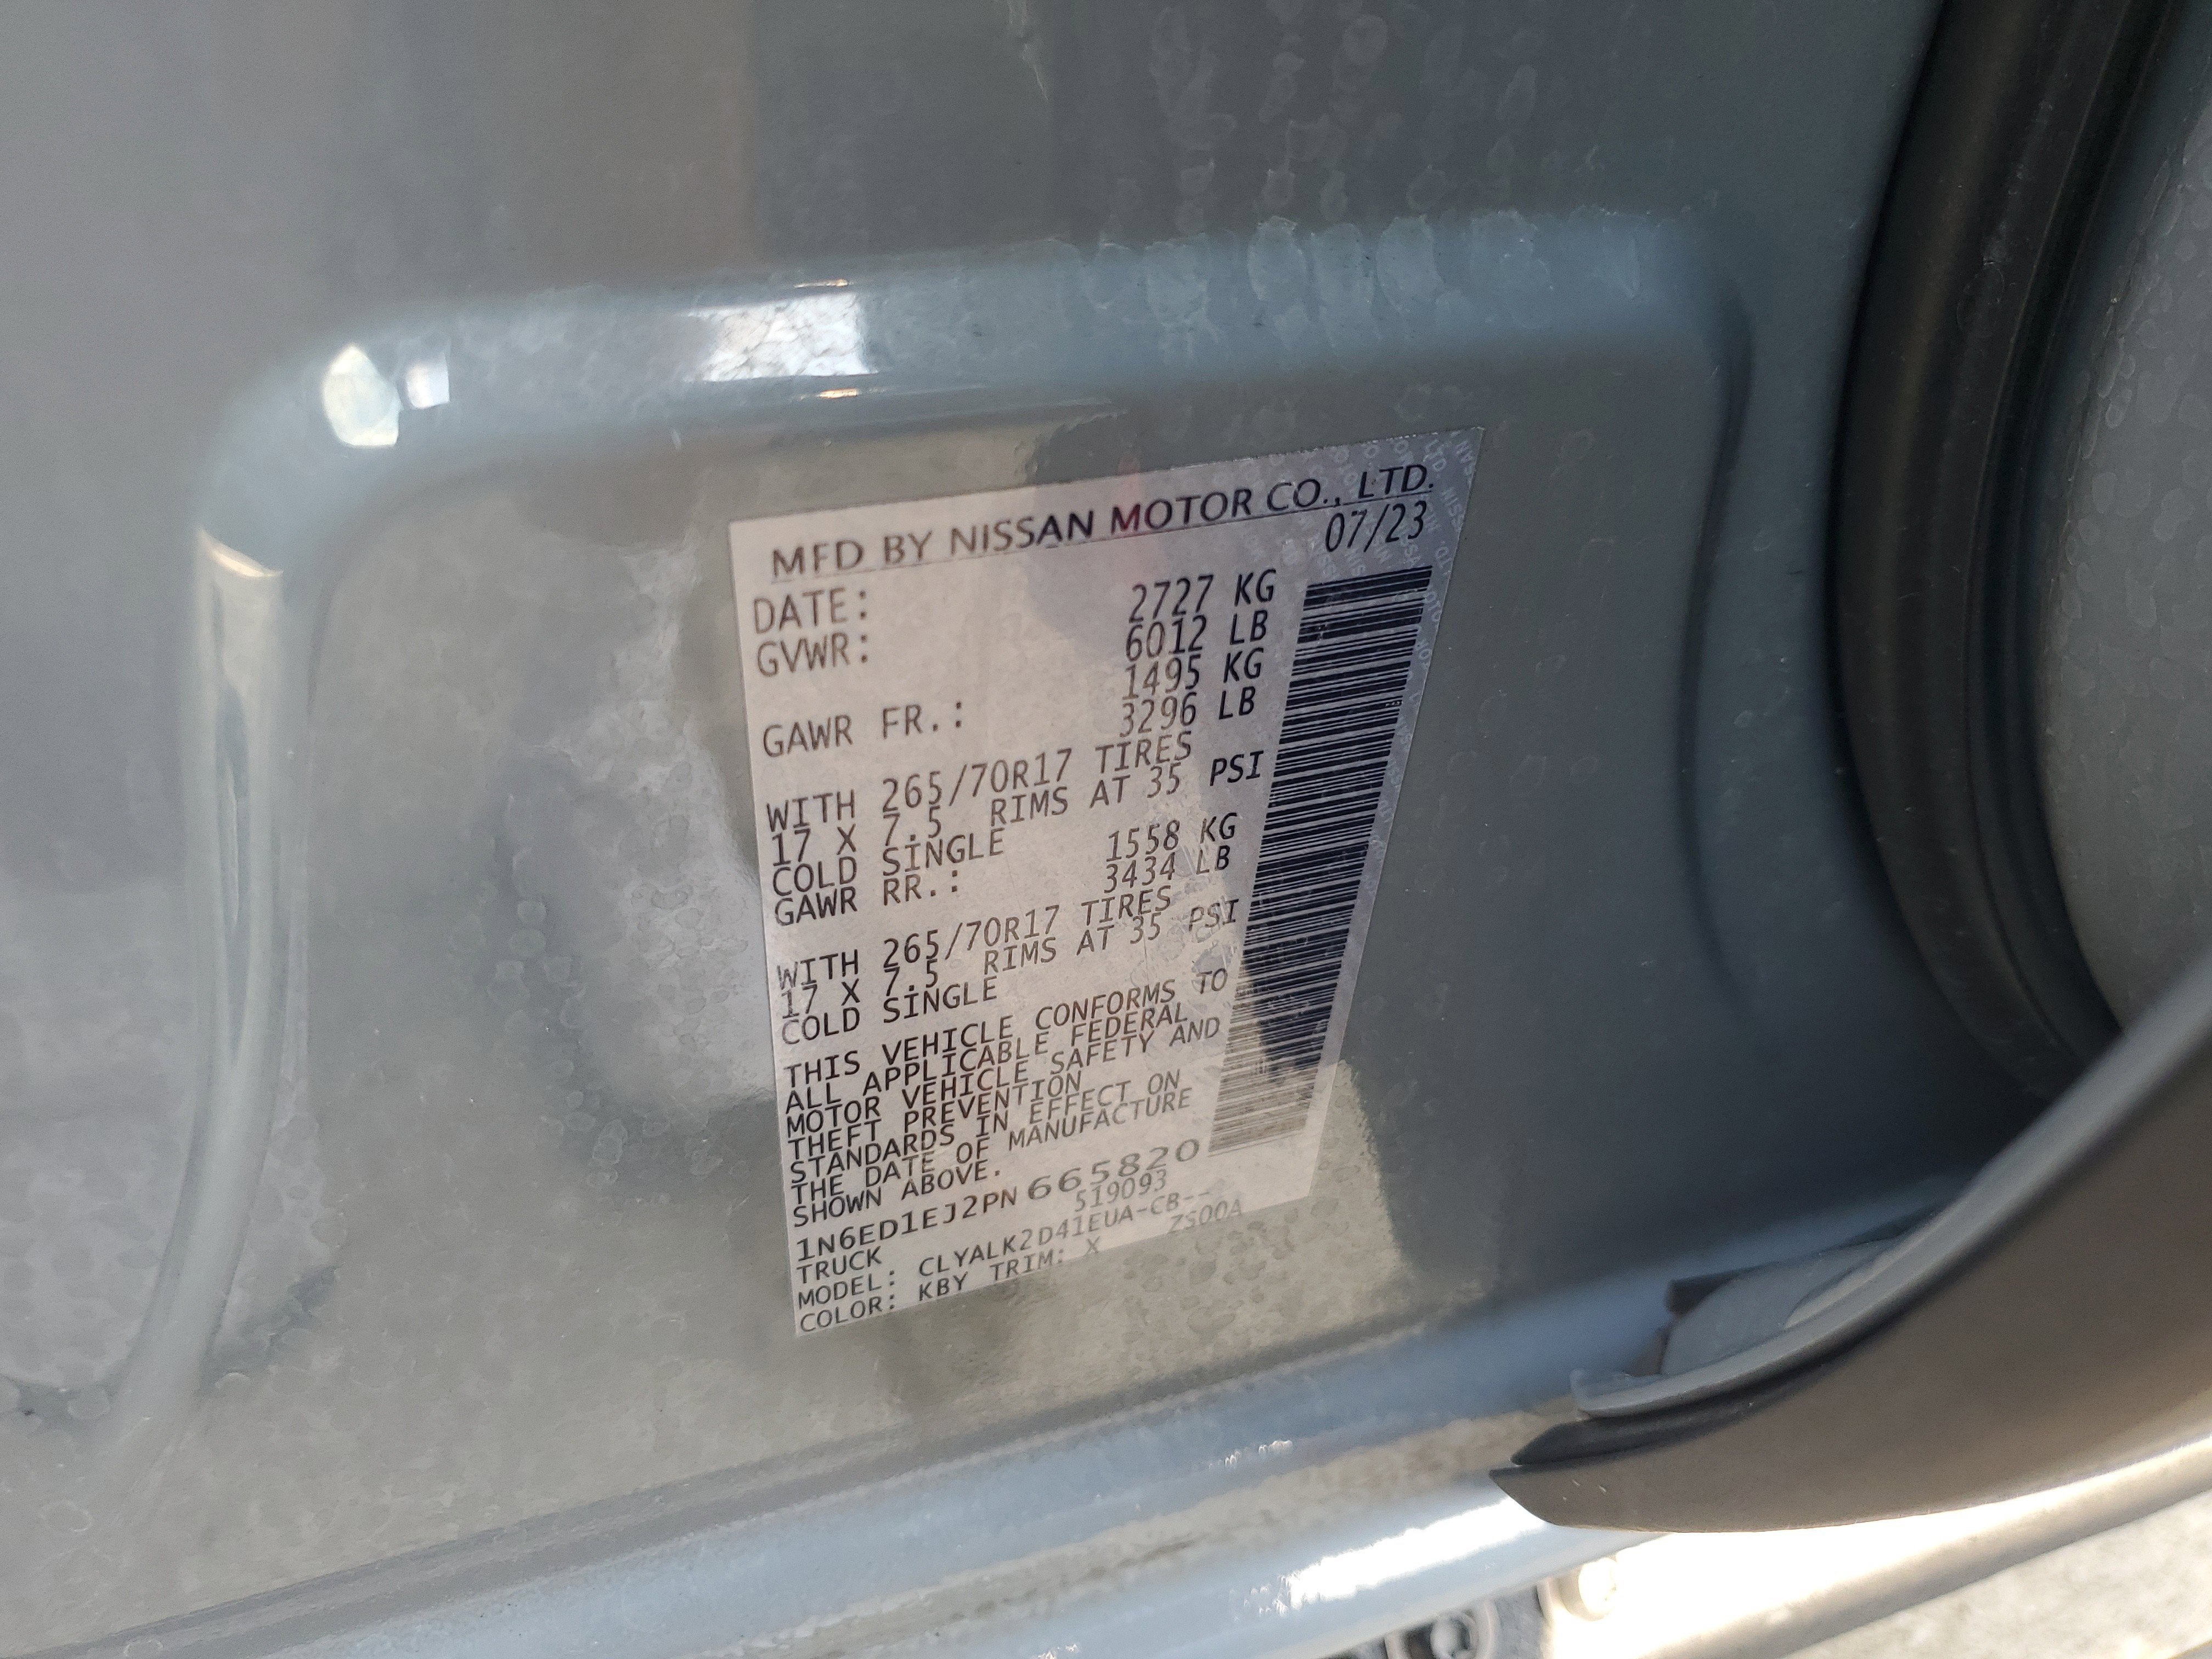 MFD BY NISSAN MOTOR CO., LTD.
DATE: 07/23
GVWR: 2727 KG
6012 LB
GAWR FR.: 1495 KG
3296 LB
WITH 265/70R17 TIRES
17 X 7.5 RIMS AT 35 PSI
COLD SINGLE
GAWR RR.: 1558 KG
3434 LB
WITH 265/70R17 TIRES
17 X 7.5 RIMS AT 35 PSI
COLD SINGLE
THIS VEHICLE CONFORMS TO
ALL APPLICABLE FEDERAL
MOTOR VEHICLE SAFETY AND
THEFT PREVENTION
STANDARDS IN EFFECT ON
THE DATE OF MANUFACTURE
SHOWN ABOVE.
1N6ED1EJ2PN665820
TRUCK 519093
MODEL: CLYALK2D41EUA-CB--
COLOR: KBY TRIM: X ZS00A